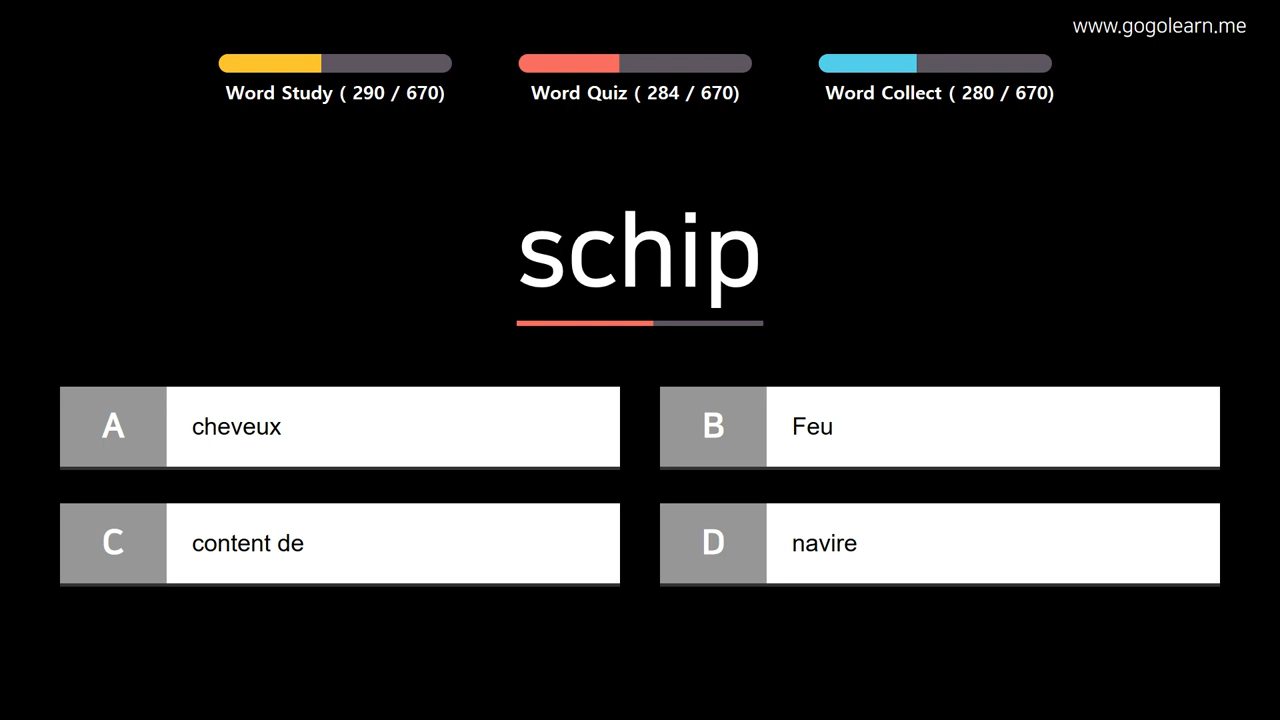 www.gogolearn.me
Word Study ( 290 / 670)
Word Quiz ( 284 / 670)
Word Collect ( 280 / 670)
schip
A cheveux
B Feu
C content de
D navire